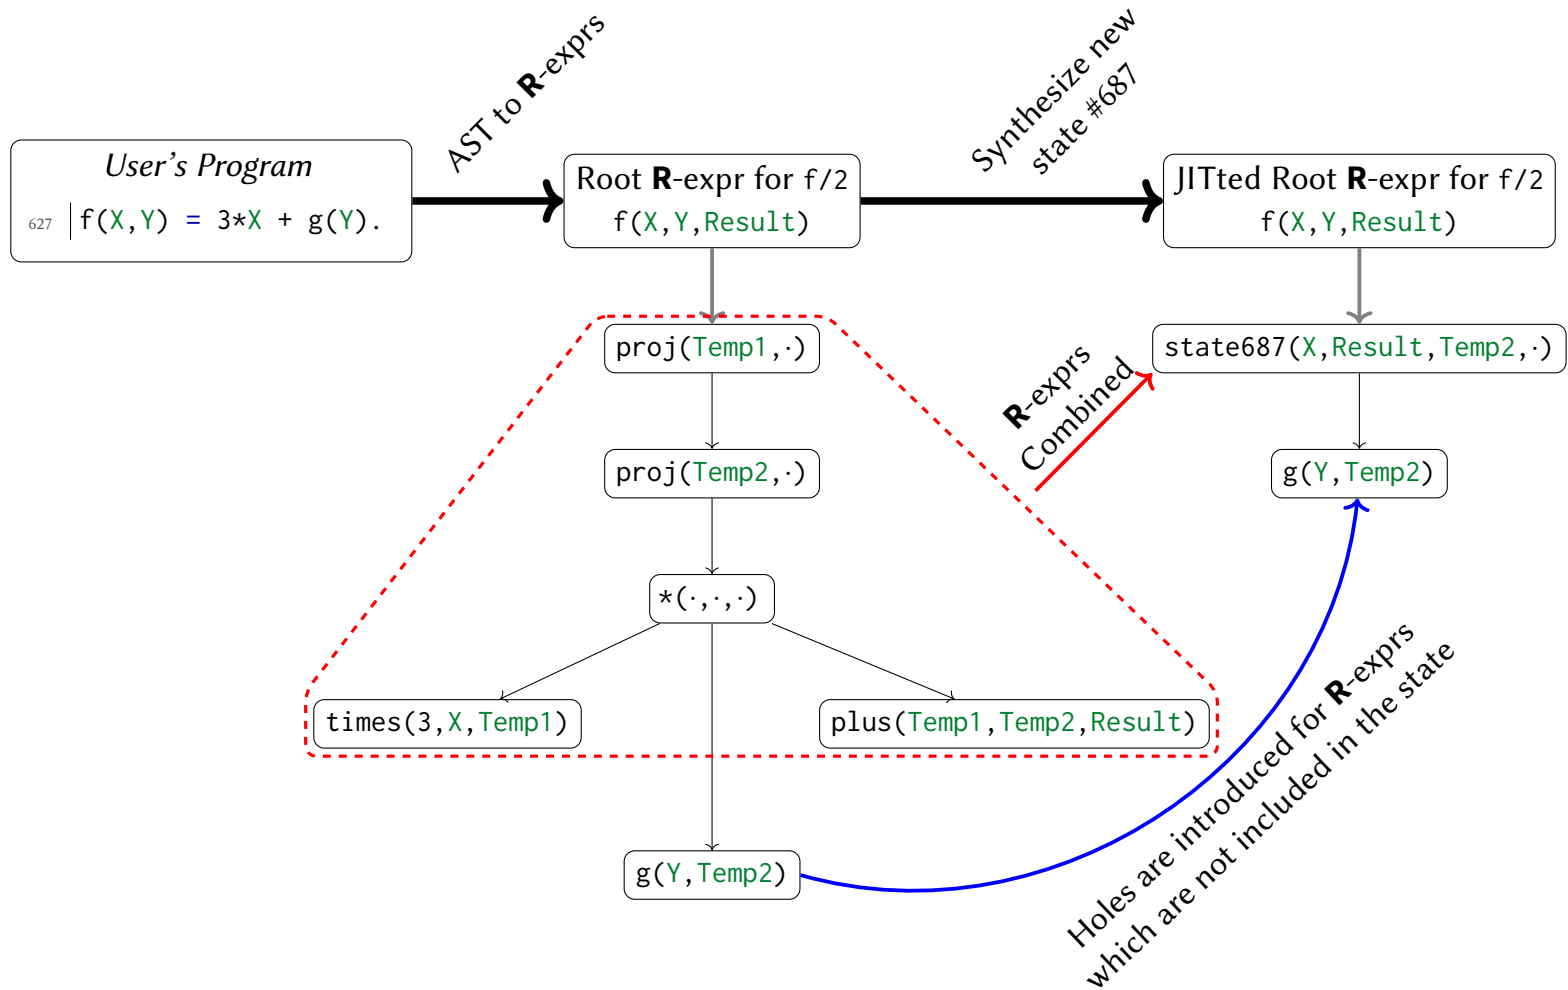 AST to R-exprs
Synthesize new
state #687
User's Program
627 f(X,Y) = 3*X + g(Y).
Root R-expr for f/2
f(X,Y,Result)
JITted Root R-expr for f/2
f(X,Y,Result)
proj(Temp1,·)
state687(X,Result,Temp2,·)
R-exprs
Combined
proj(Temp2,·)
g(Y,Temp2)
*(·,·,·)
times(3,X,Temp1)
plus(Temp1,Temp2,Result)
g(Y,Temp2)
Holes are introduced for R-exprs
which are not included in the state